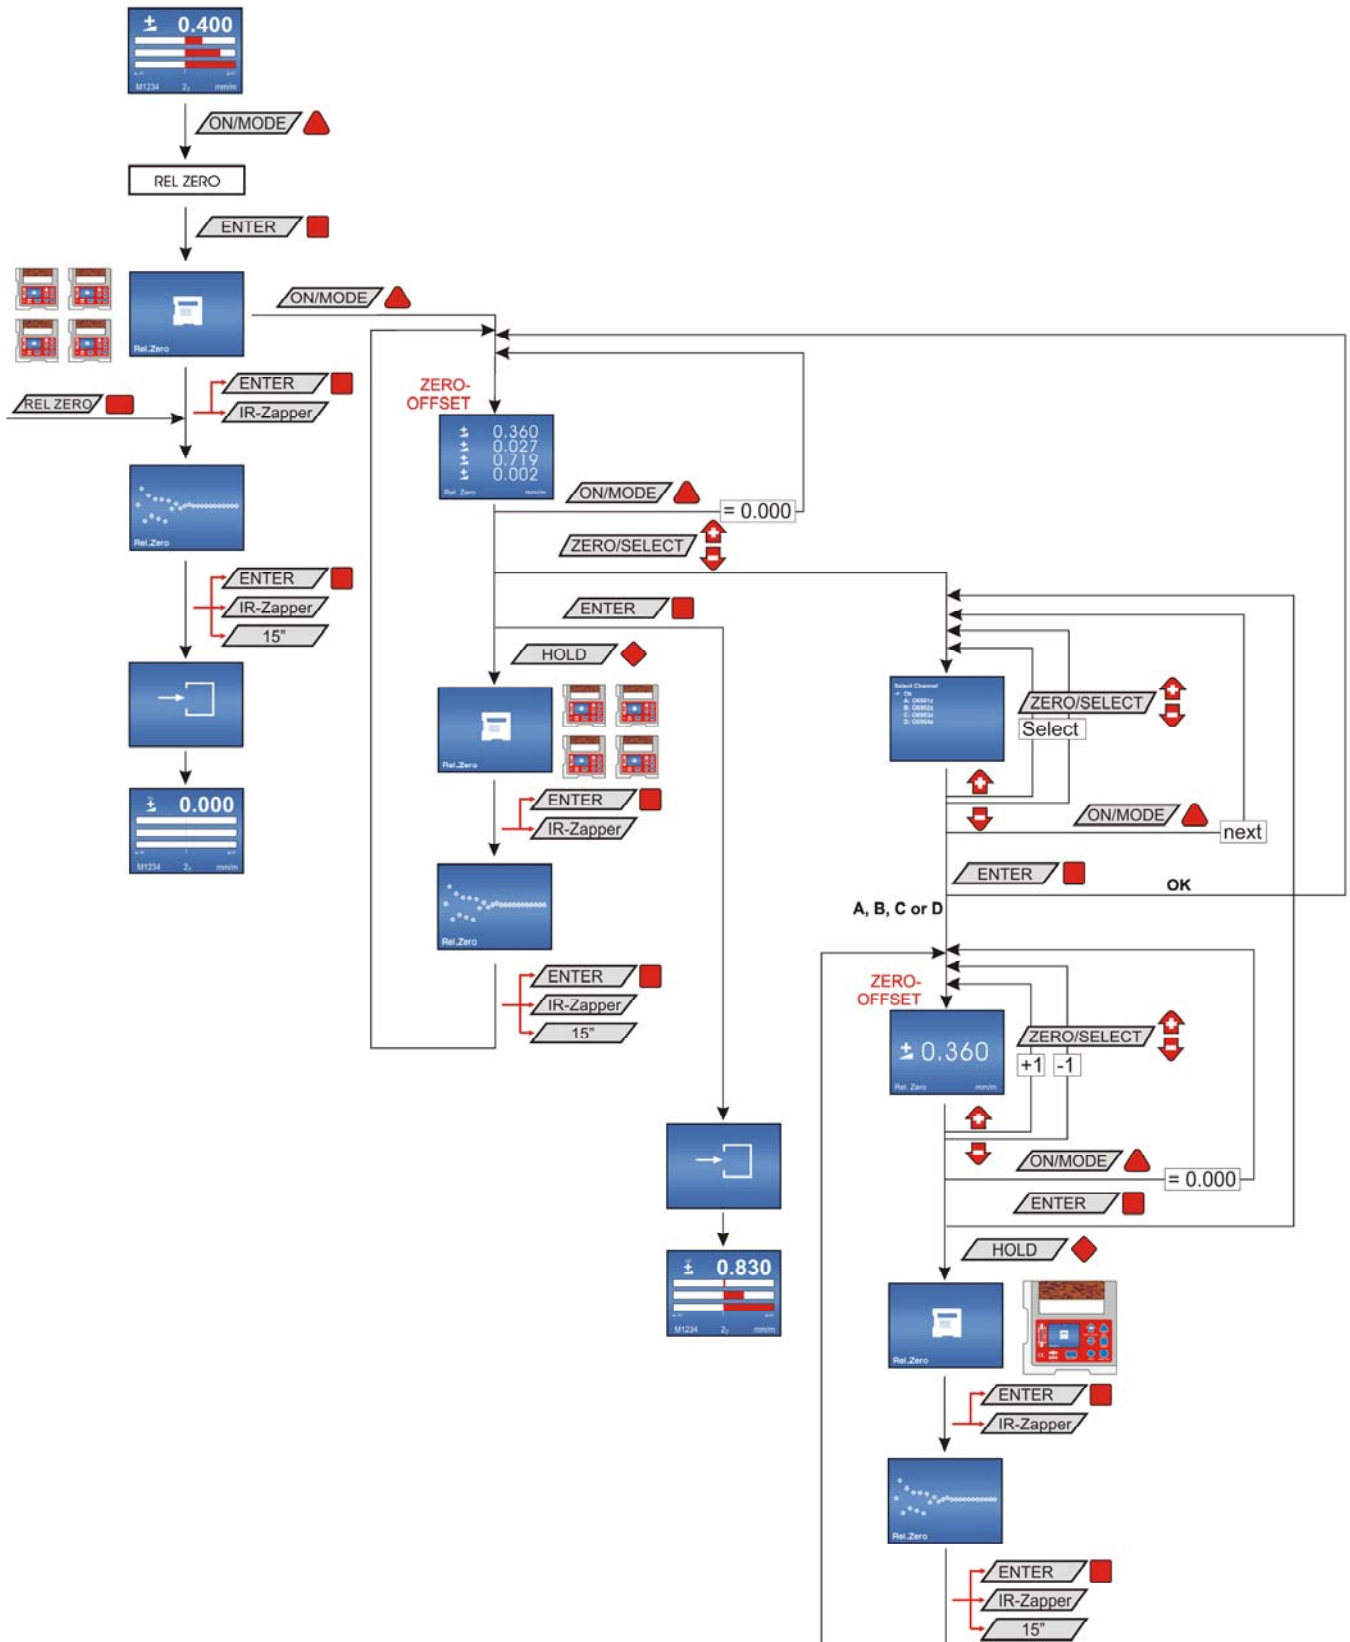 0.400
M1234 2₇ mm/m
ON/MODE
REL ZERO
ENTER
Rel.Zero
ON/MODE
REL ZERO
ENTER
IR-Zapper
Rel.Zero
ENTER
IR-Zapper
15"
0.000
M1234 2₇ mm/m
ZERO-
OFFSET
0.360
0.027
0.719
0.002
Rel. Zero mm/m
ON/MODE
= 0.000
ZERO/SELECT
ENTER
HOLD
Rel.Zero
ENTER
IR-Zapper
Rel.Zero
ENTER
IR-Zapper
15"
0.830
M1234 2₇ mm/m
Select Channel
Ok
ZERO/SELECT
Select
ON/MODE
next
ENTER
OK
A, B, C or D
ZERO-
OFFSET
± 0.360
Rel. Zero mm/m
ZERO/SELECT
+1 -1
ON/MODE
= 0.000
ENTER
HOLD
Rel.Zero
ENTER
IR-Zapper
Rel.Zero
ENTER
IR-Zapper
15"